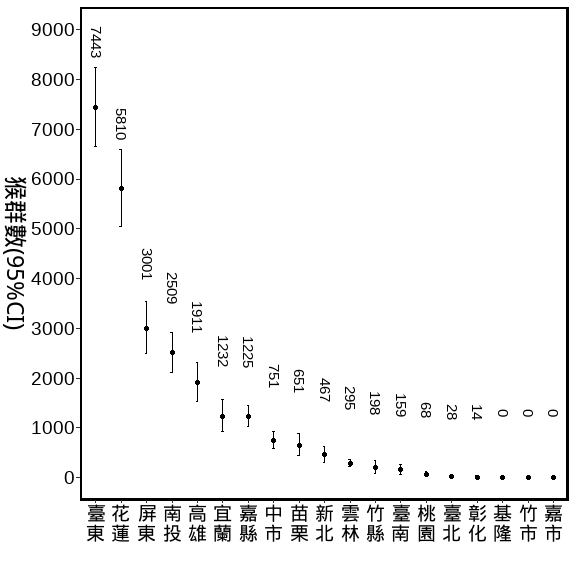 猴群數(95%CI)
9000
8000
7000
6000
5000
4000
3000
2000
1000
0
7443
5810
3001
2509
1911
1232
1225
751
651
467
295
198
159
68
28
14
0
0
0
臺東
花蓮
屏東
南投
高雄
宜蘭
嘉縣
中市
苗栗
新北
雲林
竹縣
臺南
桃園
臺北
彰化
基隆
竹市
嘉市